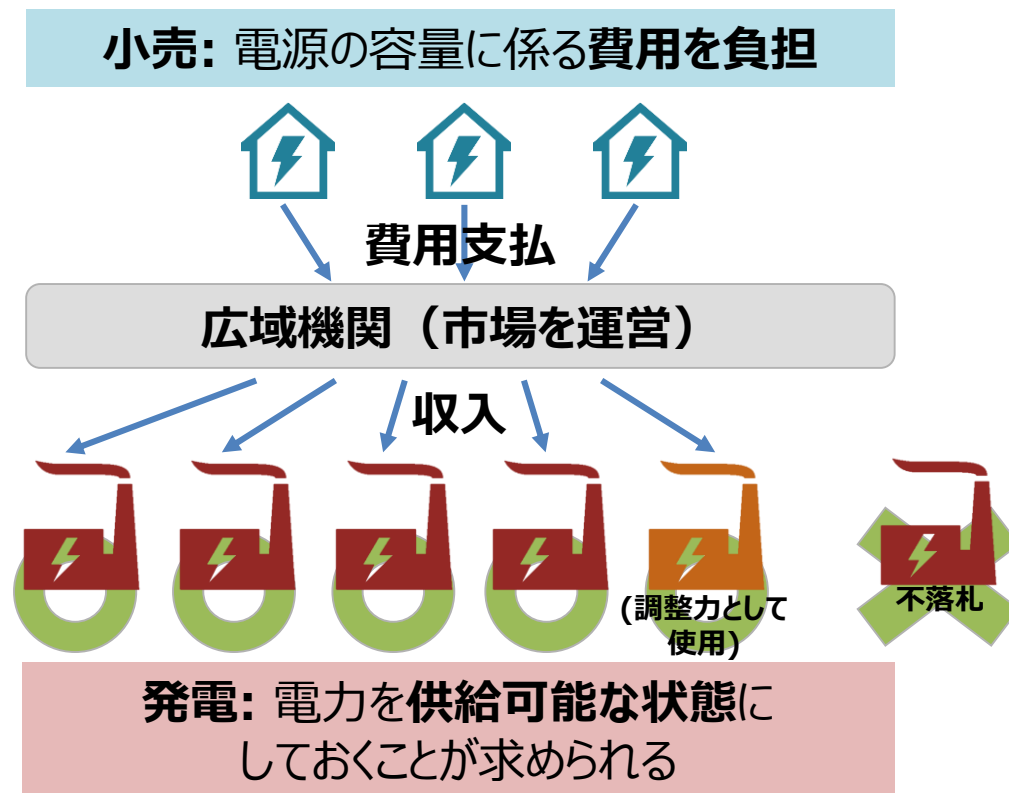 小売: 電源の容量に係る費用を負担
費用支払
広域機関（市場を運営）
収入
(調整力として
使用)
不落札
発電: 電力を供給可能な状態に
しておくことが求められる